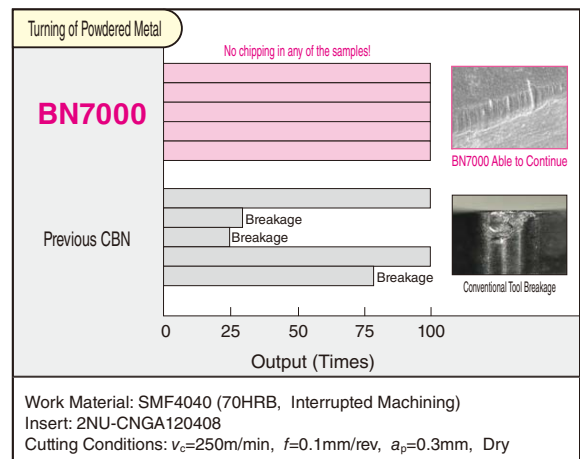 Turning of Powdered Metal
No chipping in any of the samples!
BN7000
BN7000 Able to Continue
Previous CBN
Breakage
Breakage
Breakage
Conventional Tool Breakage
0 25 50 75 100
Output (Times)
Work Material: SMF4040 (70HRB, Interrupted Machining)
Insert: 2NU-CNGA120408
Cutting Conditions: vc=250m/min, f=0.1mm/rev, ap=0.3mm, Dry